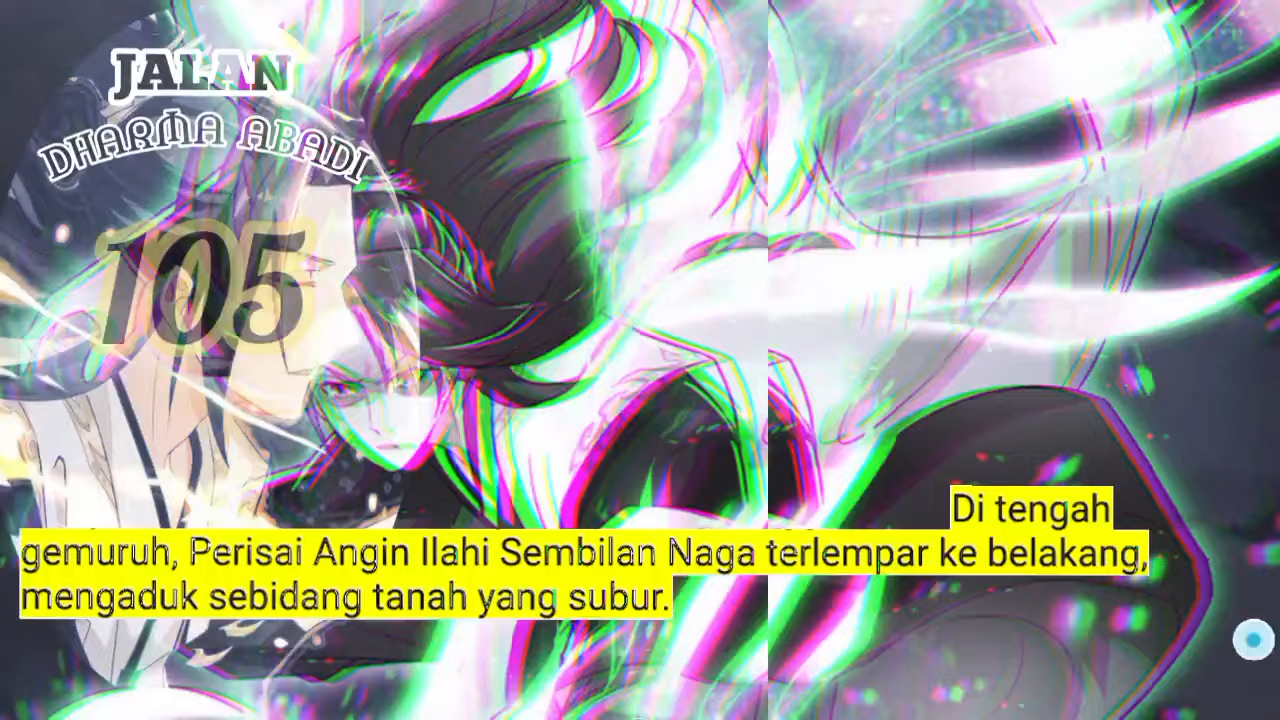 JALAN
DHARMA ABADI
105
Di tengah
gemuruh, Perisai Angin Ilahi Sembilan Naga terlempar ke belakang,
mengaduk sebidang tanah yang subur.